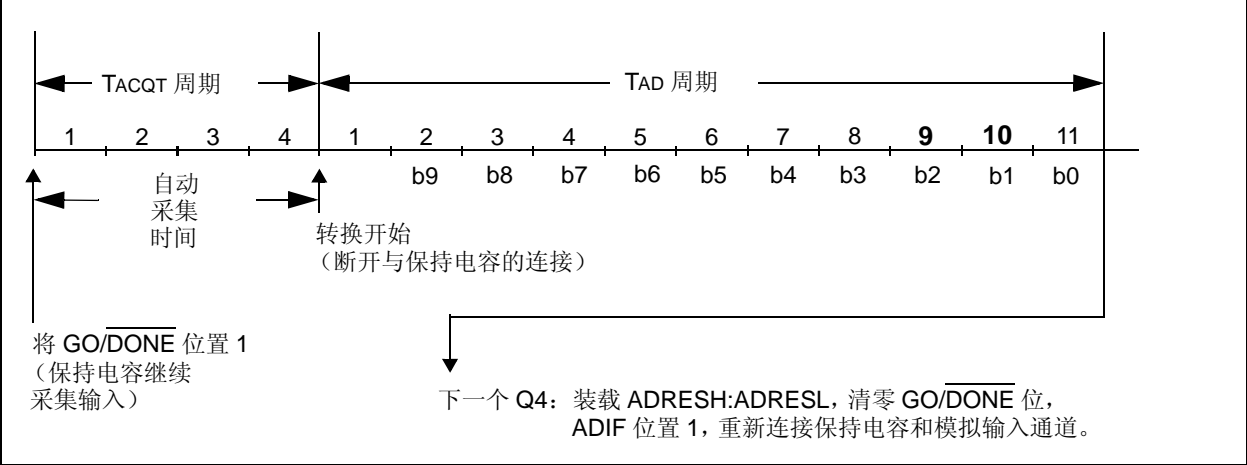 TACQT 周期 TAD 周期
1 2 3 4 1 2 3 4 5 6 7 8 9 10 11
b9 b8 b7 b6 b5 b4 b3 b2 b1 b0
自动
采集
时间
转换开始
（断开与保持电容的连接）
将 GO/DONE 位置 1
（保持电容继续
采集输入）
下一个 Q4：装载 ADRESH:ADRESL，清零 GO/DONE 位，
ADIF 位置 1，重新连接保持电容和模拟输入通道。